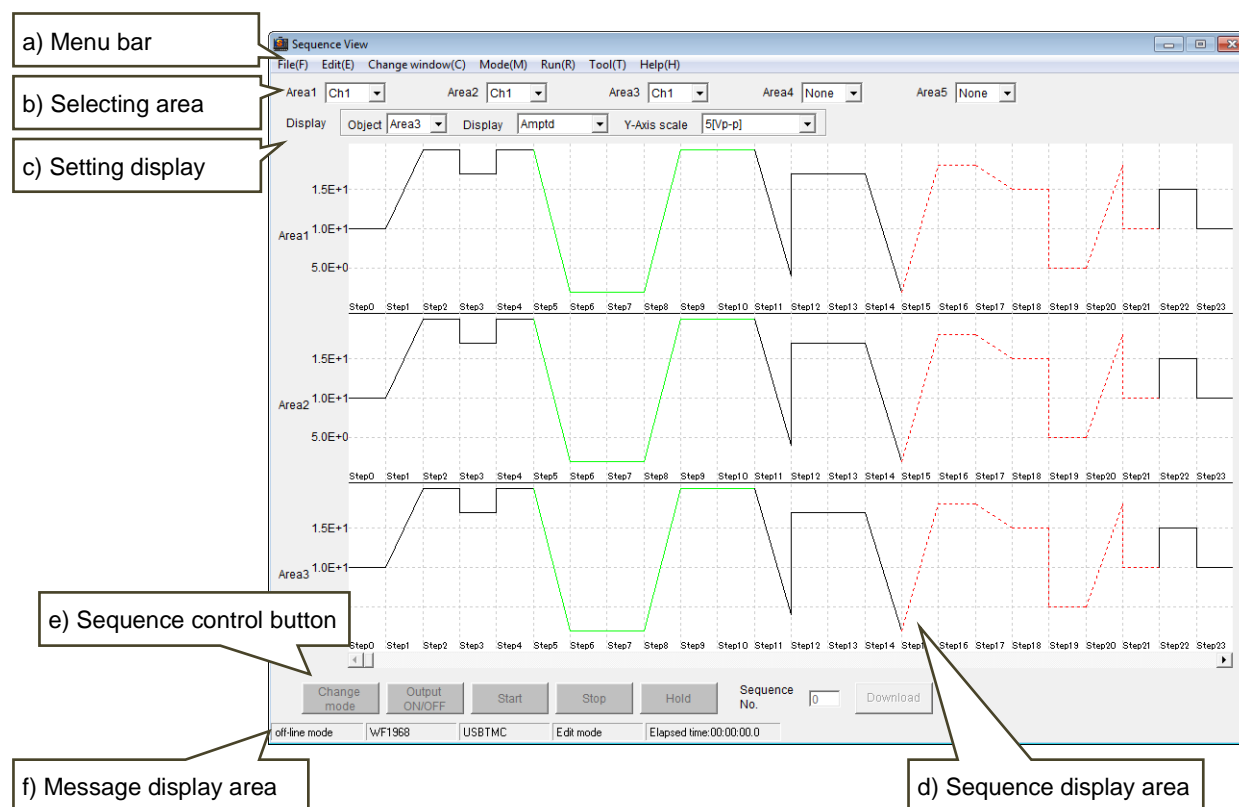 a) Menu bar
Sequence View
File(F) Edit(E) Change window(C) Mode(M) Run(R) Tool(T) Help(H)
b) Selecting area
Area1 Ch1 Area2 Ch1 Area3 Ch1 Area4 None Area5 None
Display Object Area3 Display Amptd Y-Axis scale 5[Vp-p]
c) Setting display
1.5E+1
Area1 1.0E+1
5.0E+0
Step0 Step1 Step2 Step3 Step4 Step5 Step6 Step7 Step8 Step9 Step10 Step11 Step12 Step13 Step14 Step15 Step16 Step17 Step18 Step19 Step20 Step21 Step22 Step23
1.5E+1
Area2 1.0E+1
5.0E+0
Step0 Step1 Step2 Step3 Step4 Step5 Step6 Step7 Step8 Step9 Step10 Step11 Step12 Step13 Step14 Step15 Step16 Step17 Step18 Step19 Step20 Step21 Step22 Step23
1.5E+1
Area3 1.0E+1
e) Sequence control button
Step0 Step1 Step2 Step3 Step4 Step5 Step6 Step7 Step8 Step9 Step10 Step11 Step12 Step13 Step14 Step16 Step17 Step18 Step19 Step20 Step21 Step22 Step23
Change mode Output ON/OFF Start Stop Hold Sequence No. 0 Download
off-line mode WF1968 USBTMC Edit mode Elapsed time:00:00:00.0
f) Message display area
d) Sequence display area